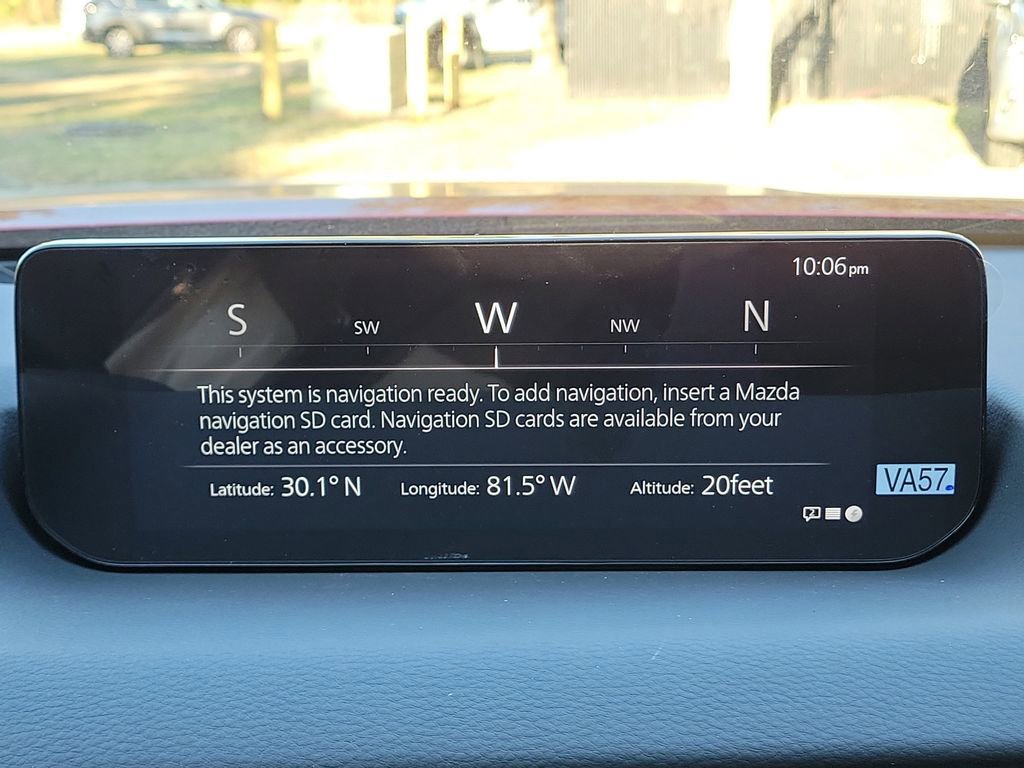 10:06pm
S SW W NW N
This system is navigation ready. To add navigation, insert a Mazda
navigation SD card. Navigation SD cards are available from your
dealer as an accessory.
Latitude: 30.1° N Longitude: 81.5° W Altitude: 20feet
VA57
2